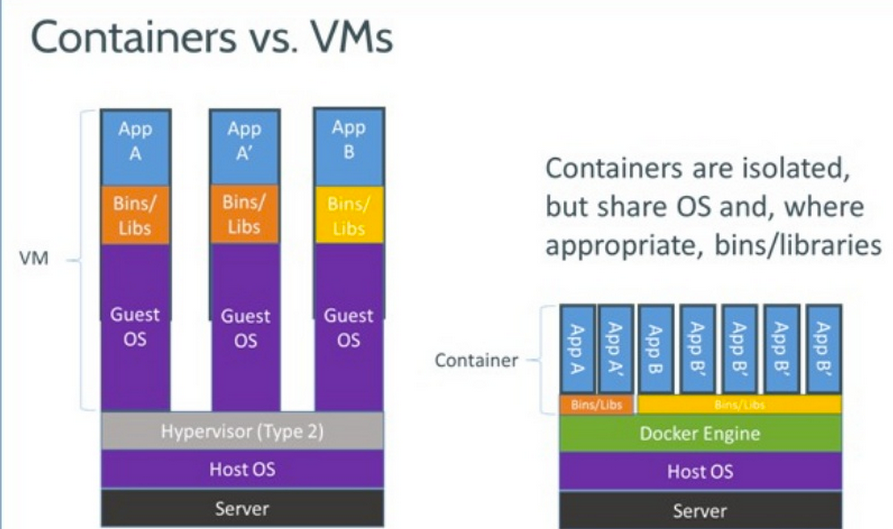 Containers vs. VMs
App
A
App
A′
App
B
Bins/
Libs
Bins/
Libs
Bins/
Libs
VM
Guest
OS
Guest
OS
Guest
OS
Hypervisor (Type 2)
Host OS
Server
Containers are isolated,
but share OS and, where
appropriate, bins/libraries
Container
App A
App A′
App B
App B′
App B′
App B′
App B′
Bins/Libs
Bins/Libs
Docker Engine
Host OS
Server